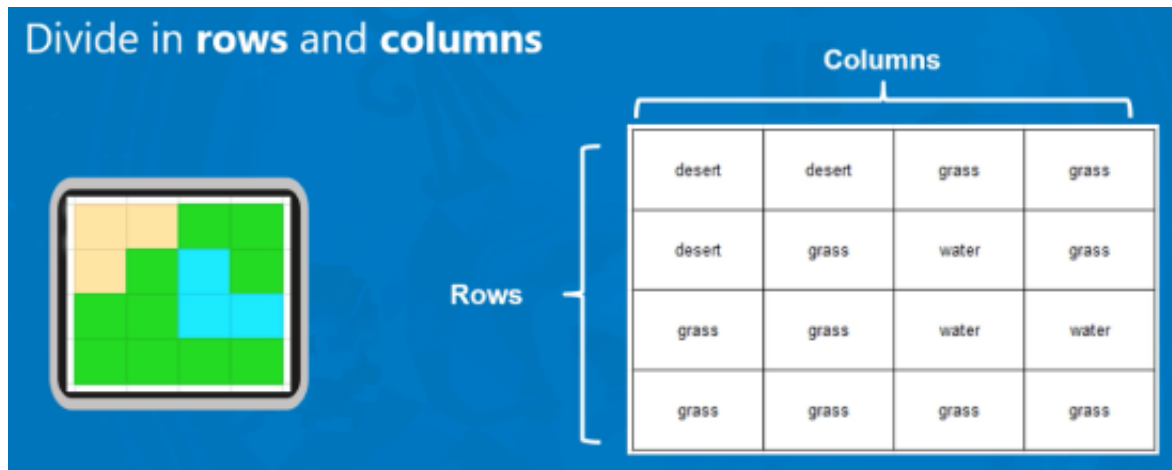 Divide in rows and columns
Columns
desert desert grass grass
desert grass water grass
Rows
grass grass water water
grass grass grass grass